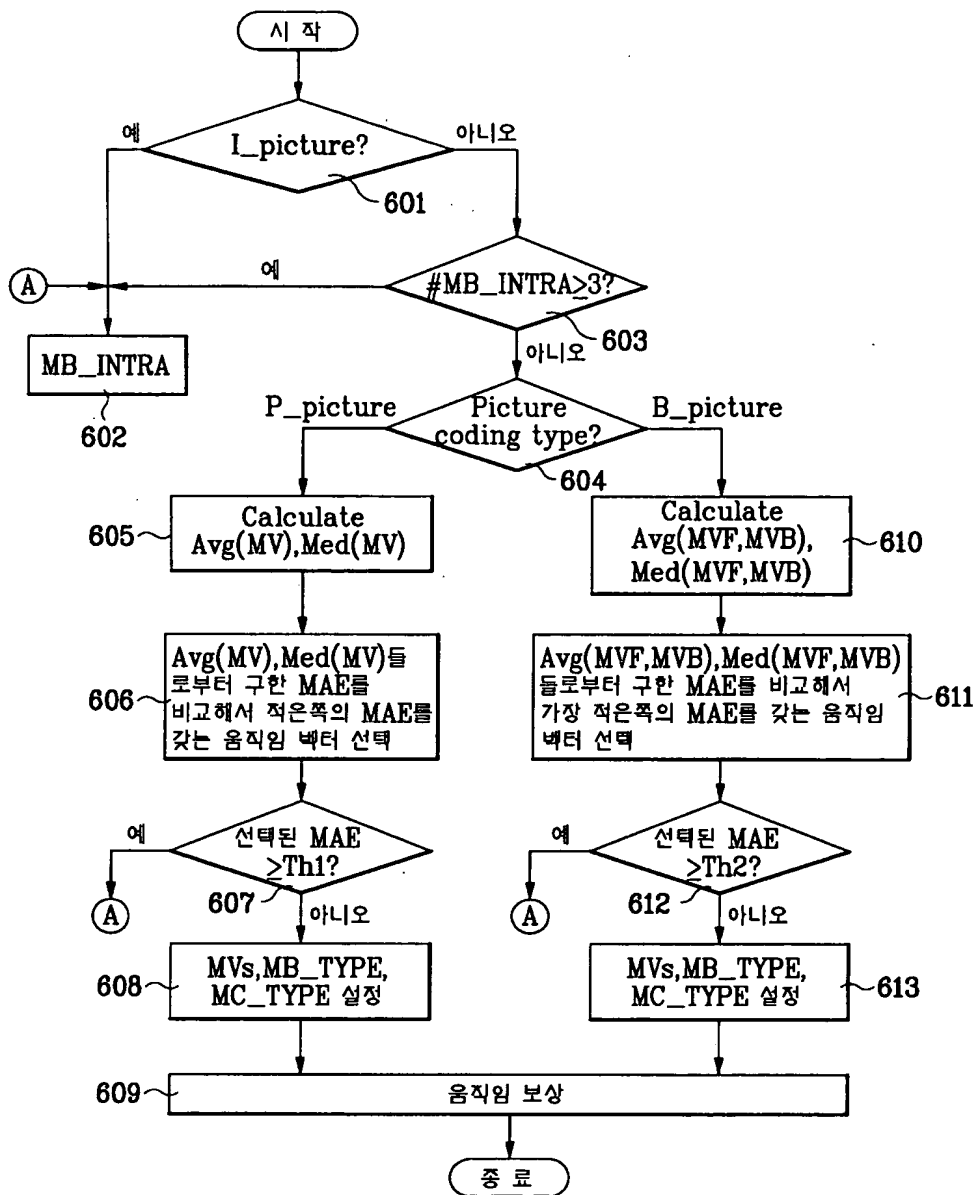 시 작
예
아니오
I_picture?
601
A
예
#MB_INTRA≥3?
603
MB_INTRA
602
아니오
P_picture
Picture
coding type?
B_picture
604
605
Calculate
Avg(MV),Med(MV)
Calculate
Avg(MVF,MVB),
Med(MVF,MVB)
610
606
Avg(MV),Med(MV)들
로부터 구한 MAE를
비교해서 적은쪽의 MAE를
갖는 움직임 벡터 선택
Avg(MVF,MVB),Med(MVF,MVB)
들로부터 구한 MAE를 비교해서
가장 적은쪽의 MAE를 갖는 움직임
벡터 선택
611
예
선택된 MAE
≥Th1?
607
A
아니오
예
선택된 MAE
≥Th2?
612
A
아니오
608
MVs,MB_TYPE,
MC_TYPE 설정
MVs,MB_TYPE,
MC_TYPE 설정
613
609
움직임 보상
종 료